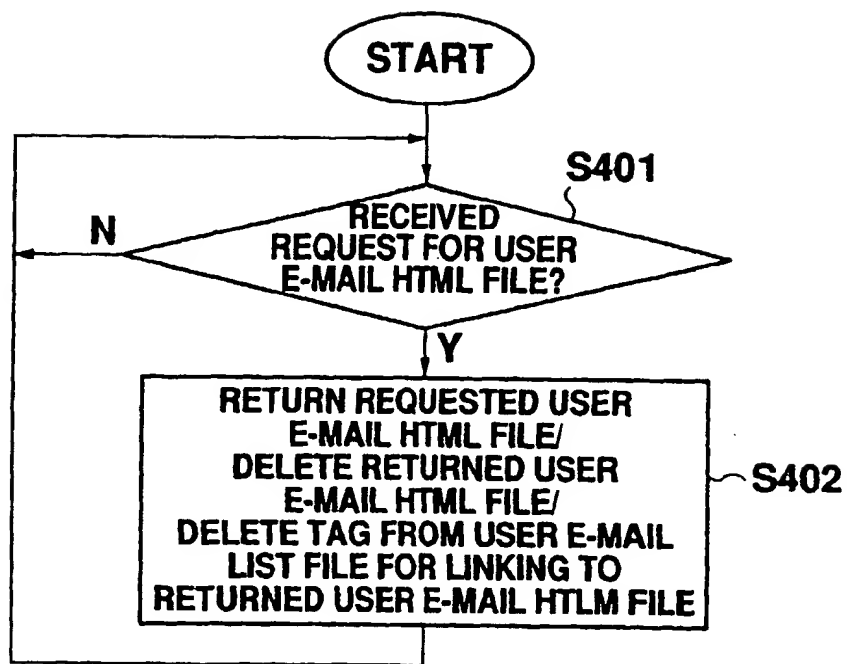 START
S401
RECEIVED
REQUEST FOR USER
E-MAIL HTML FILE?
N
Y
RETURN REQUESTED USER
E-MAIL HTML FILE/
DELETE RETURNED USER
E-MAIL HTML FILE/
DELETE TAG FROM USER E-MAIL
LIST FILE FOR LINKING TO
RETURNED USER E-MAIL HTLM FILE
S402